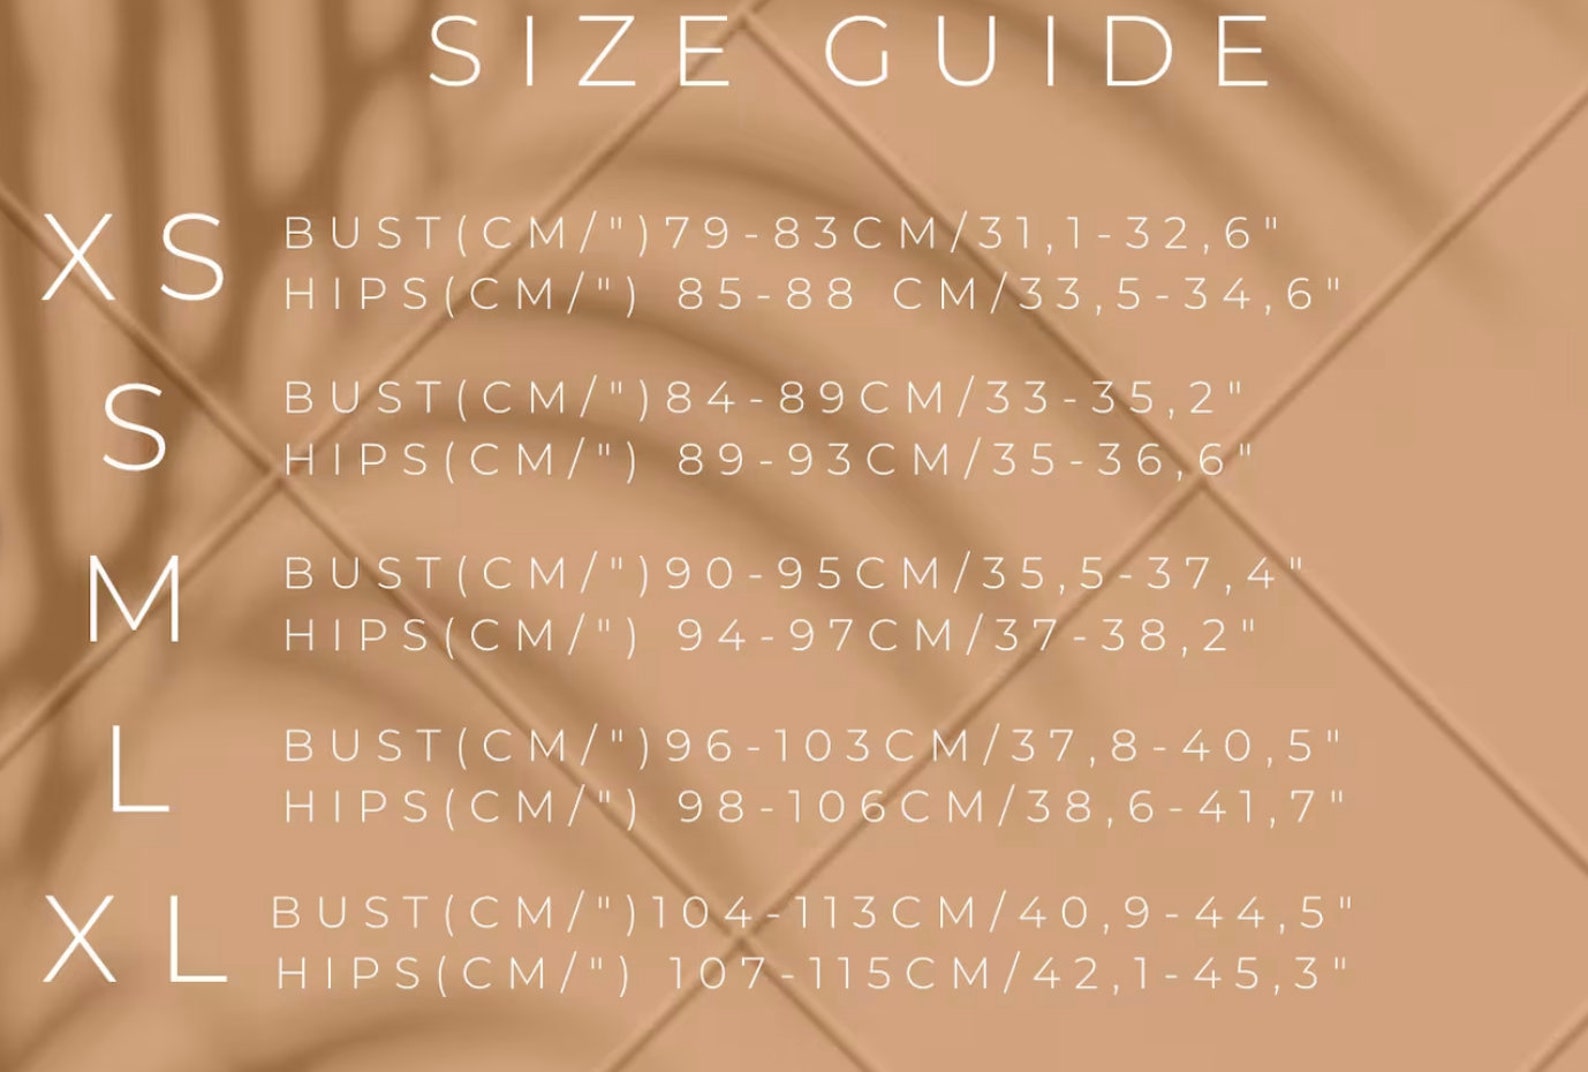 SIZE GUIDE
XS
BUST(CM/")79-83CM/31,1-32,6"
HIPS(CM/") 85-88 CM/33,5-34,6"
S
BUST(CM/")84-89CM/33-35,2"
HIPS(CM/") 89-93CM/35-36,6"
M
BUST(CM/")90-95CM/35,5-37,4"
HIPS(CM/") 94-97CM/37-38,2"
L
BUST(CM/")96-103CM/37,8-40,5"
HIPS(CM/") 98-106CM/38,6-41,7"
XL
BUST(CM/")104-113CM/40,9-44,5"
HIPS(CM/") 107-115CM/42,1-45,3"